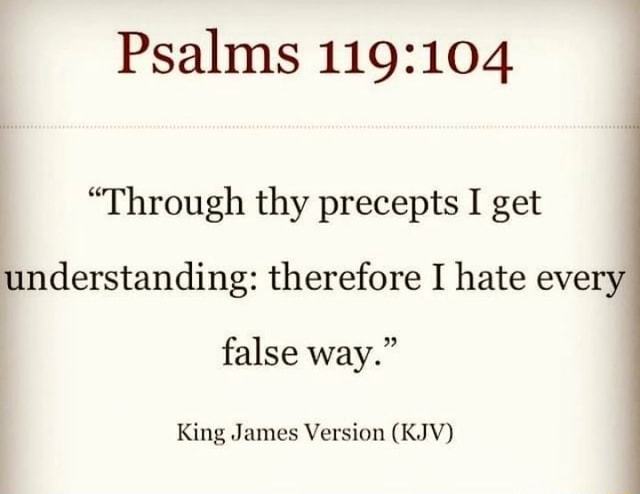 Psalms 119:104
“Through thy precepts I get
understanding: therefore I hate every
false way.”
King James Version (KJV)